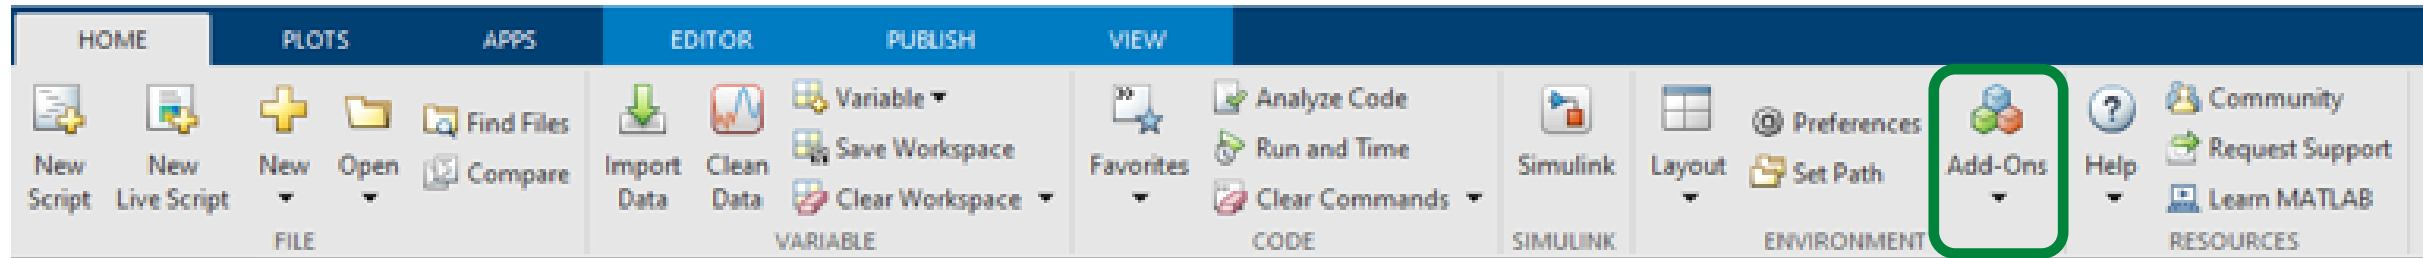 HOME PLOTS APPS EDITOR PUBLISH VIEW
New Script
New Live Script
New
Open
Find Files
Compare
FILE
Import Data
Clean Data
Variable
Save Workspace
Clear Workspace
VARIABLE
Favorites
Analyze Code
Run and Time
Clear Commands
CODE
Simulink
SIMULINK
Layout
Preferences
Set Path
Add-Ons
ENVIRONMENT
Help
Community
Request Support
Learn MATLAB
RESOURCES